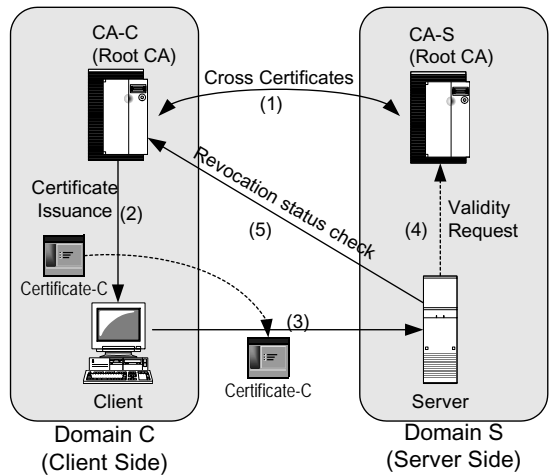 CA-C
(Root CA)
CA-S
(Root CA)
Cross Certificates
(1)
Certificate
Issuance
(2)
Revocation status check
(5)
(4)
Validity
Request
Certificate-C
(3)
Certificate-C
Client
Server
Domain C
(Client Side)
Domain S
(Server Side)